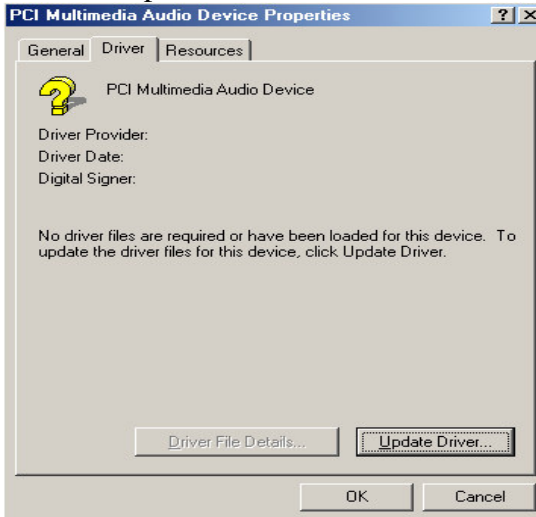 PCI Multimedia Audio Device Properties
General Driver Resources
PCI Multimedia Audio Device
Driver Provider:
Driver Date:
Digital Signer:
No driver files are required or have been loaded for this device. To
update the driver files for this device, click Update Driver.
Driver File Details... Update Driver...
OK Cancel